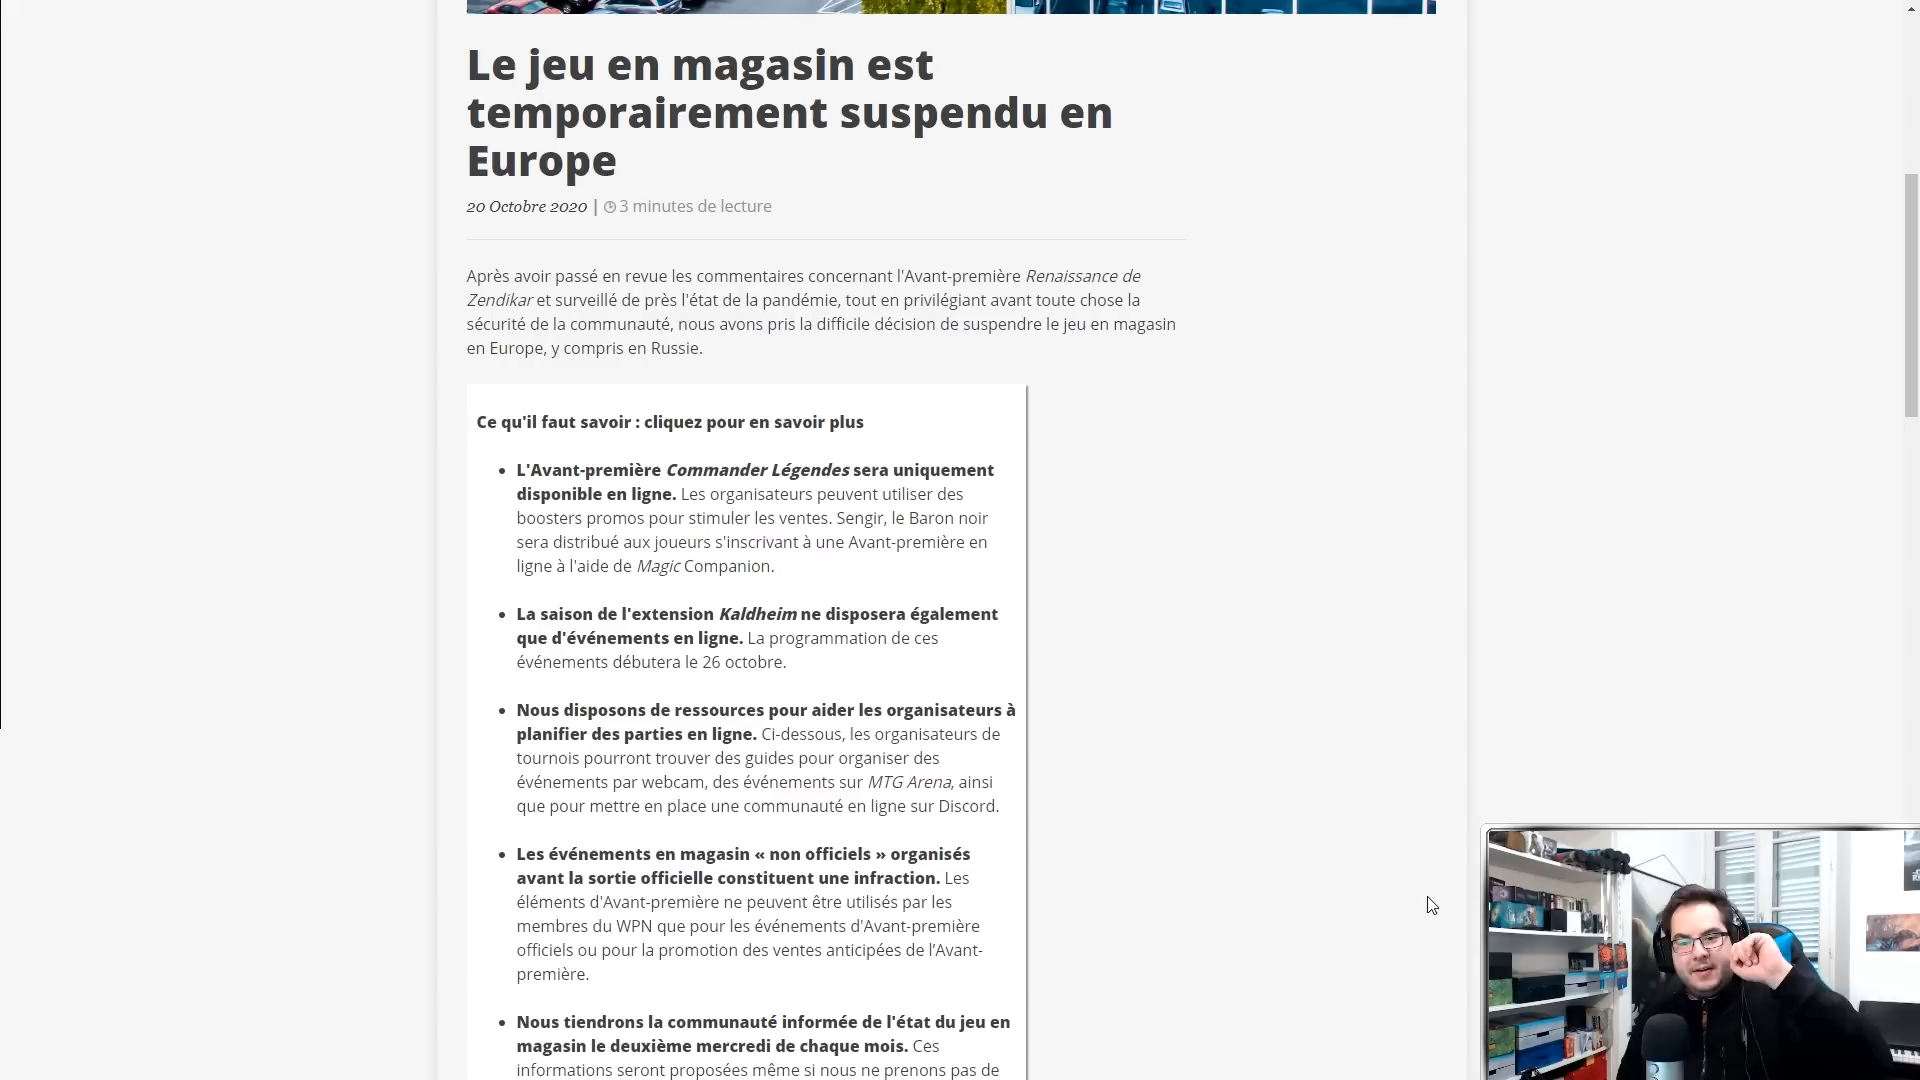 Le jeu en magasin est
temporairement suspendu en
Europe
20 Octobre 2020 | 3 minutes de lecture
Après avoir passé en revue les commentaires concernant l'Avant-première Renaissance de
Zendikar et surveillé de près l'état de la pandémie, tout en privilégiant avant toute chose la
sécurité de la communauté, nous avons pris la difficile décision de suspendre le jeu en magasin
en Europe, y compris en Russie.
Ce qu'il faut savoir : cliquez pour en savoir plus
• L'Avant-première Commander Légendes sera uniquement
disponible en ligne. Les organisateurs peuvent utiliser des
boosters promos pour stimuler les ventes. Sengir, le Baron noir
sera distribué aux joueurs s'inscrivant à une Avant-première en
ligne à l'aide de Magic Companion.
• La saison de l'extension Kaldheim ne disposera également
que d'événements en ligne. La programmation de ces
événements débutera le 26 octobre.
• Nous disposons de ressources pour aider les organisateurs à
planifier des parties en ligne. Ci-dessous, les organisateurs de
tournois pourront trouver des guides pour organiser des
événements par webcam, des événements sur MTG Arena, ainsi
que pour mettre en place une communauté en ligne sur Discord.
• Les événements en magasin « non officiels » organisés
avant la sortie officielle constituent une infraction. Les
éléments d'Avant-première ne peuvent être utilisés par les
membres du WPN que pour les événements d'Avant-première
officiels ou pour la promotion des ventes anticipées de l’Avant-
première.
• Nous tiendrons la communauté informée de l'état du jeu en
magasin le deuxième mercredi de chaque mois. Ces
informations seront proposées même si nous ne prenons pas de